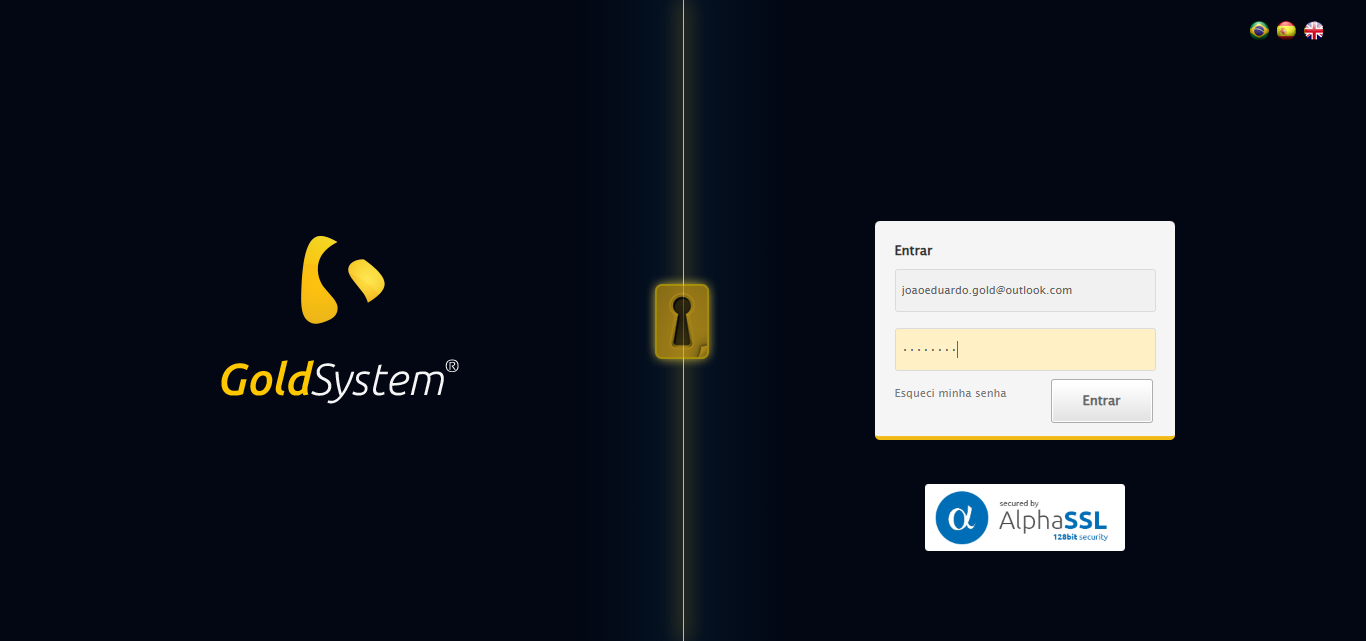 GoldSystem®
Entrar
joaoeduardo.gold@outlook.com
········
Esqueci minha senha
Entrar
α
secured by
AlphaSSL
128bit security